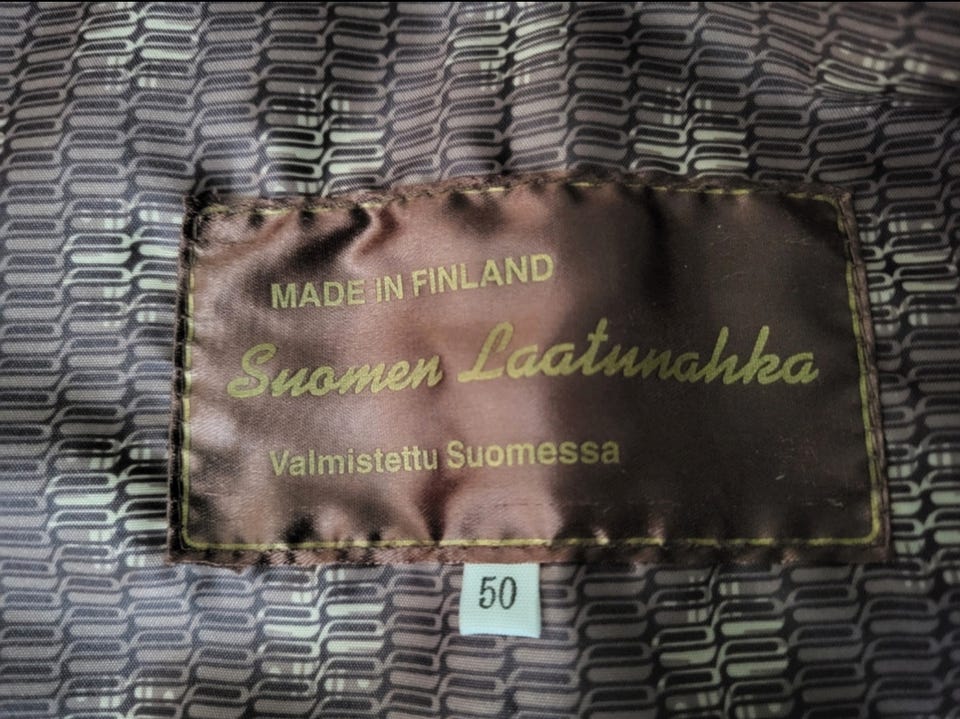 MADE IN FINLAND
Suomen Laatunahka
Valmistettu Suomessa
50